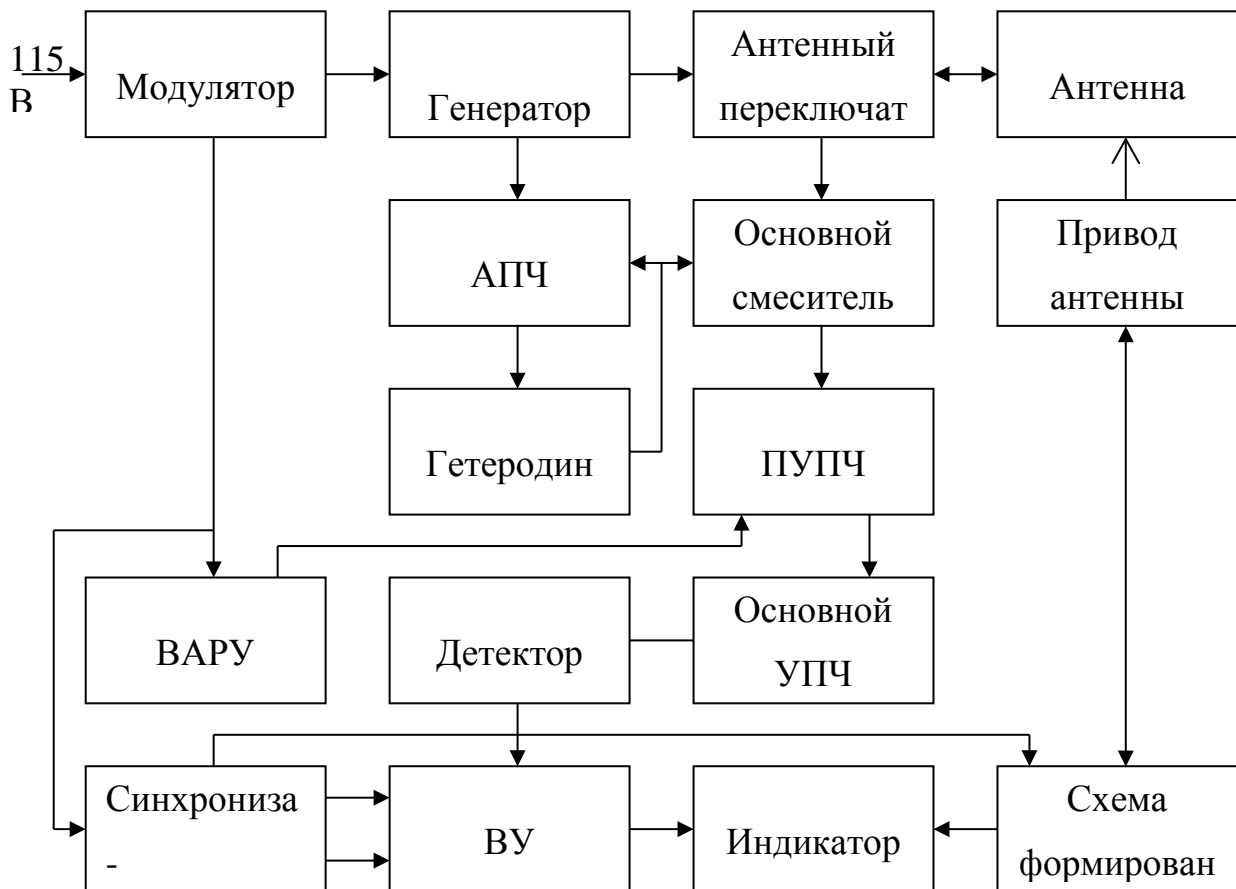 115
В
Модулятор
Генератор
Антенный
переключат
Антенна
АПЧ
Основной
смеситель
Привод
антенны
Гетеродин
ПУПЧ
ВАРУ
Детектор
Основной
УПЧ
Синхрониза
-
ВУ
Индикатор
Схема
формирован